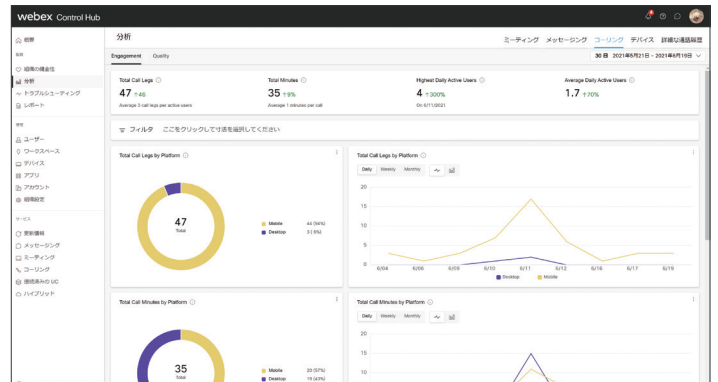 webex Control Hub
分析
ミーティング メッセージング コーリング デバイス 詳細な通話履歴
概要
Engagement Quality
30 日 2021年5月21日 - 2021年6月19日
監視
組織の健全性
分析
トラブルシューティング
レポート
管理
ユーザー
ワークスペース
デバイス
アプリ
アカウント
組織設定
サービス
更新情報
メッセージング
ミーティング
コーリング
接続済みの UC
ハイブリッド
Total Call Legs
47 ↑46
Average 3 call legs per active users
Total Minutes
35 ↑9%
Average 1 minutes per call
Highest Daily Active Users
4 ↑300%
On 6/11/2021
Average Daily Active Users
1.7 ↑70%
フィルタ ここをクリックして寸法を選択してください
Total Call Legs by Platform
47
Total
Mobile 44 (94%)
Desktop 3 ( 6%)
Total Call Legs by Platform
Daily Weekly Monthly
20
15
10
5
0
6/04 6/06 6/09 6/10 6/11 6/12 6/16 6/17 6/19
Desktop Mobile
Total Call Minutes by Platform
35
Total
Mobile 20 (57%)
Desktop 15 (43%)
Total Call Minutes by Platform
Daily Weekly Monthly
20
15
10